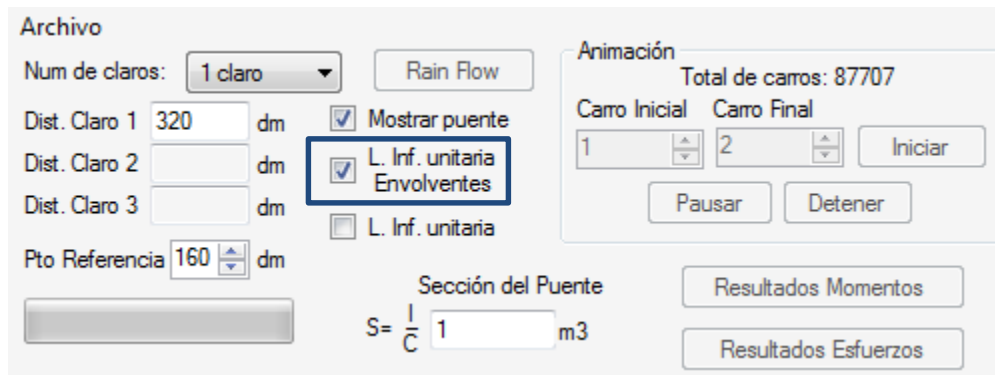 Archivo
Num de claros: 1 claro
Rain Flow
Dist. Claro 1 320 dm
Dist. Claro 2 dm
Dist. Claro 3 dm
Pto Referencia 160 dm
Mostrar puente
L. Inf. unitaria
Envolventes
L. Inf. unitaria
Animación
Total de carros: 87707
Carro Inicial Carro Final
1 2 Iniciar
Pausar Detener
Sección del Puente
S= I
C 1 m3
Resultados Momentos
Resultados Esfuerzos